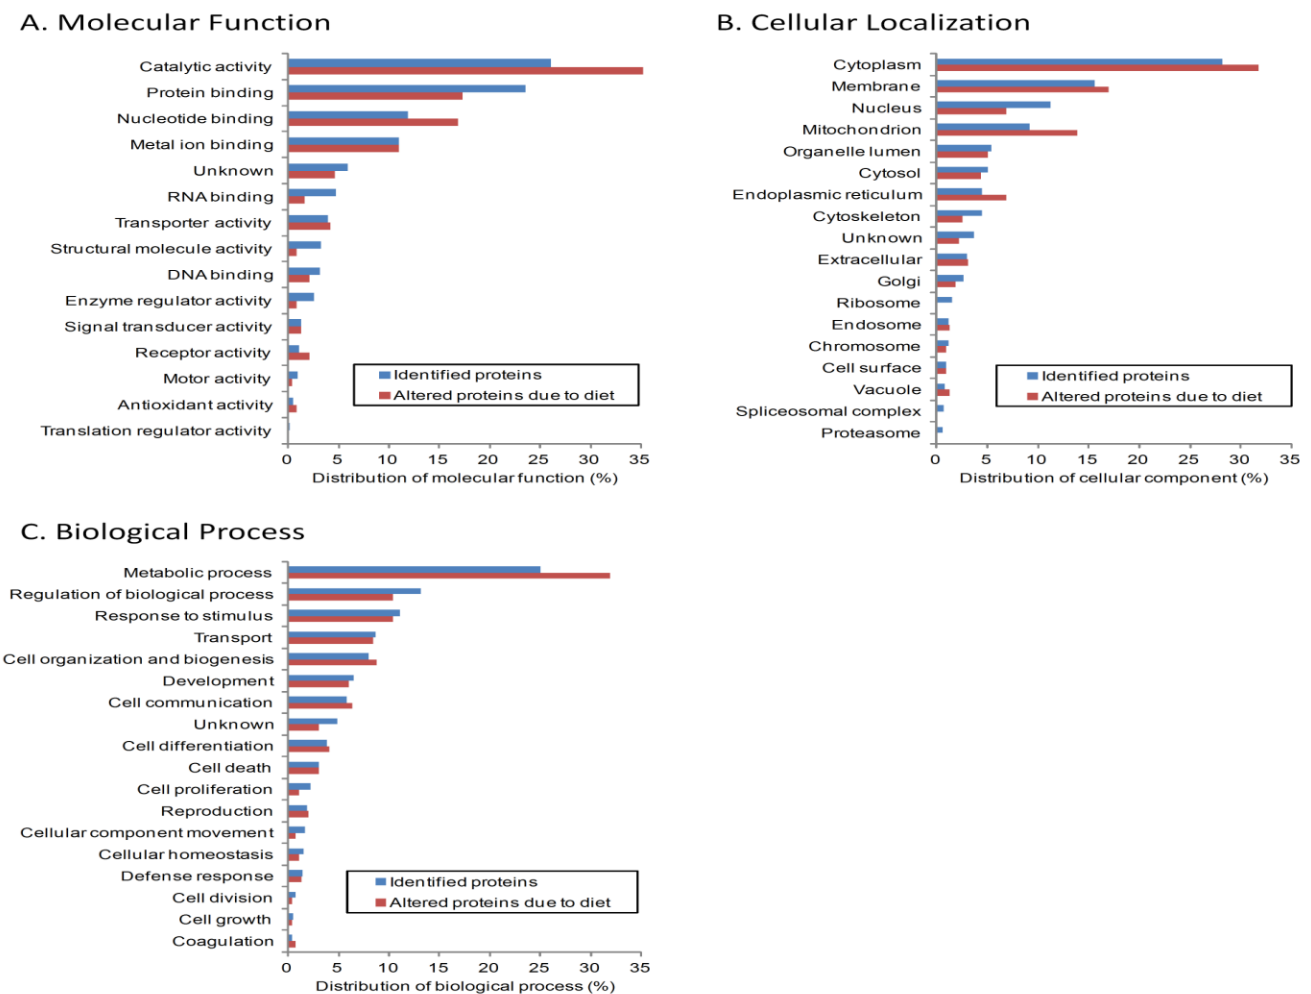 A. Molecular Function
Catalytic activity
Protein binding
Nucleotide binding
Metal ion binding
Unknown
RNA binding
Transporter activity
Structural molecule activity
DNA binding
Enzyme regulator activity
Signal transducer activity
Receptor activity
Motor activity
Antioxidant activity
Translation regulator activity
Identified proteins
Altered proteins due to diet
0 5 10 15 20 25 30 35
Distribution of molecular function (%)
B. Cellular Localization
Cytoplasm
Membrane
Nucleus
Mitochondrion
Organelle lumen
Cytosol
Endoplasmic reticulum
Cytoskeleton
Unknown
Extracellular
Golgi
Ribosome
Endosome
Chromosome
Cell surface
Vacuole
Spliceosomal complex
Proteasome
Identified proteins
Altered proteins due to diet
0 5 10 15 20 25 30 35
Distribution of cellular component (%)
C. Biological Process
Metabolic process
Regulation of biological process
Response to stimulus
Transport
Cell organization and biogenesis
Development
Cell communication
Unknown
Cell differentiation
Cell death
Cell proliferation
Reproduction
Cellular component movement
Cellular homeostasis
Defense response
Cell division
Cell growth
Coagulation
Identified proteins
Altered proteins due to diet
0 5 10 15 20 25 30 35
Distribution of biological process (%)